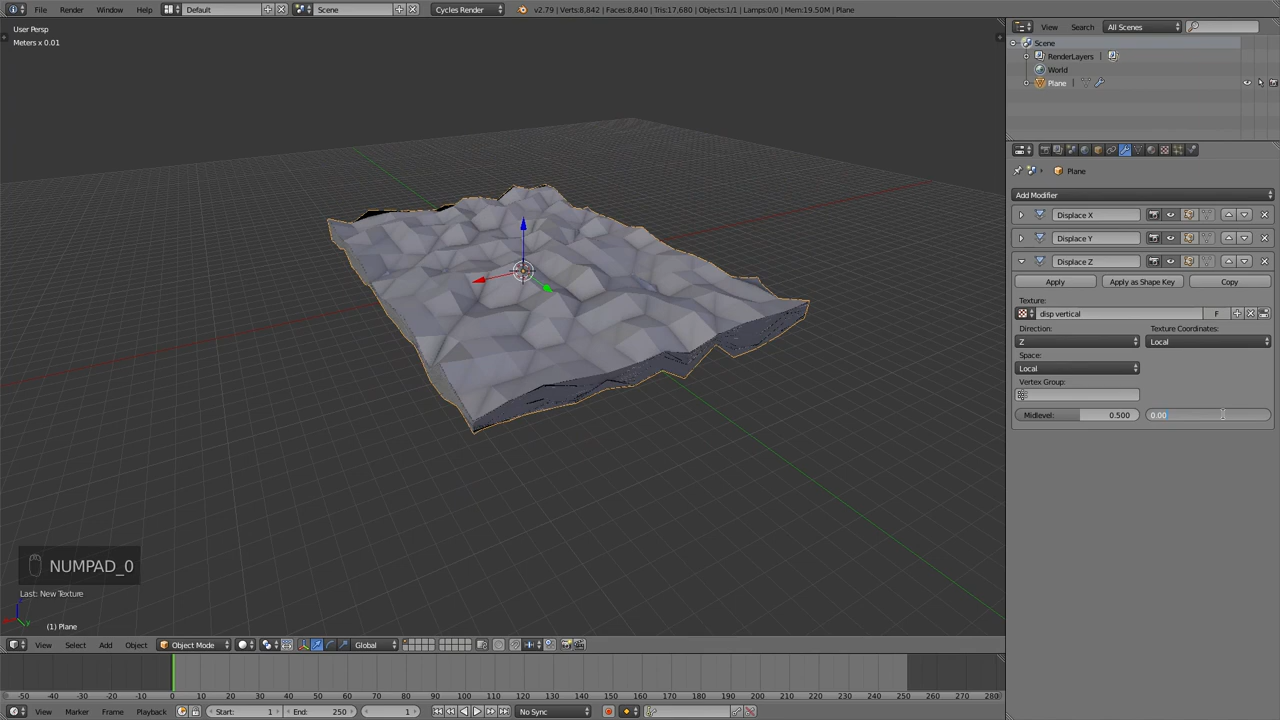 File Render Window Help Default Scene Cycles Render v2.79 | Verts:8,842 | Faces:8,840 | Tris:17,680 | Objects:1/1 | Lamps:0/0 | Mem:19.50M | Plane
User Persp
Meters x 0.01
View Search All Scenes
Scene
RenderLayers
World
Plane
Plane
Add Modifier
Displace X
Displace Y
Displace Z
Apply Apply as Shape Key Copy
Texture:
disp vertical F
Direction: Texture Coordinates:
Z Local
Space:
Local
Vertex Group:
Midlevel: 0.500 0.00
NUMPAD_0
Last: New Texture
(1) Plane
z
y
View Select Add Object Object Mode Global
-50 -40 -30 -20 -10 0 10 20 30 40 50 60 70 80 90 100 110 120 130 140 150 160 170 180 190 200 210 220 230 240 250 260 270 280
View Marker Frame Playback Start: 1 End: 250 1 No Sync